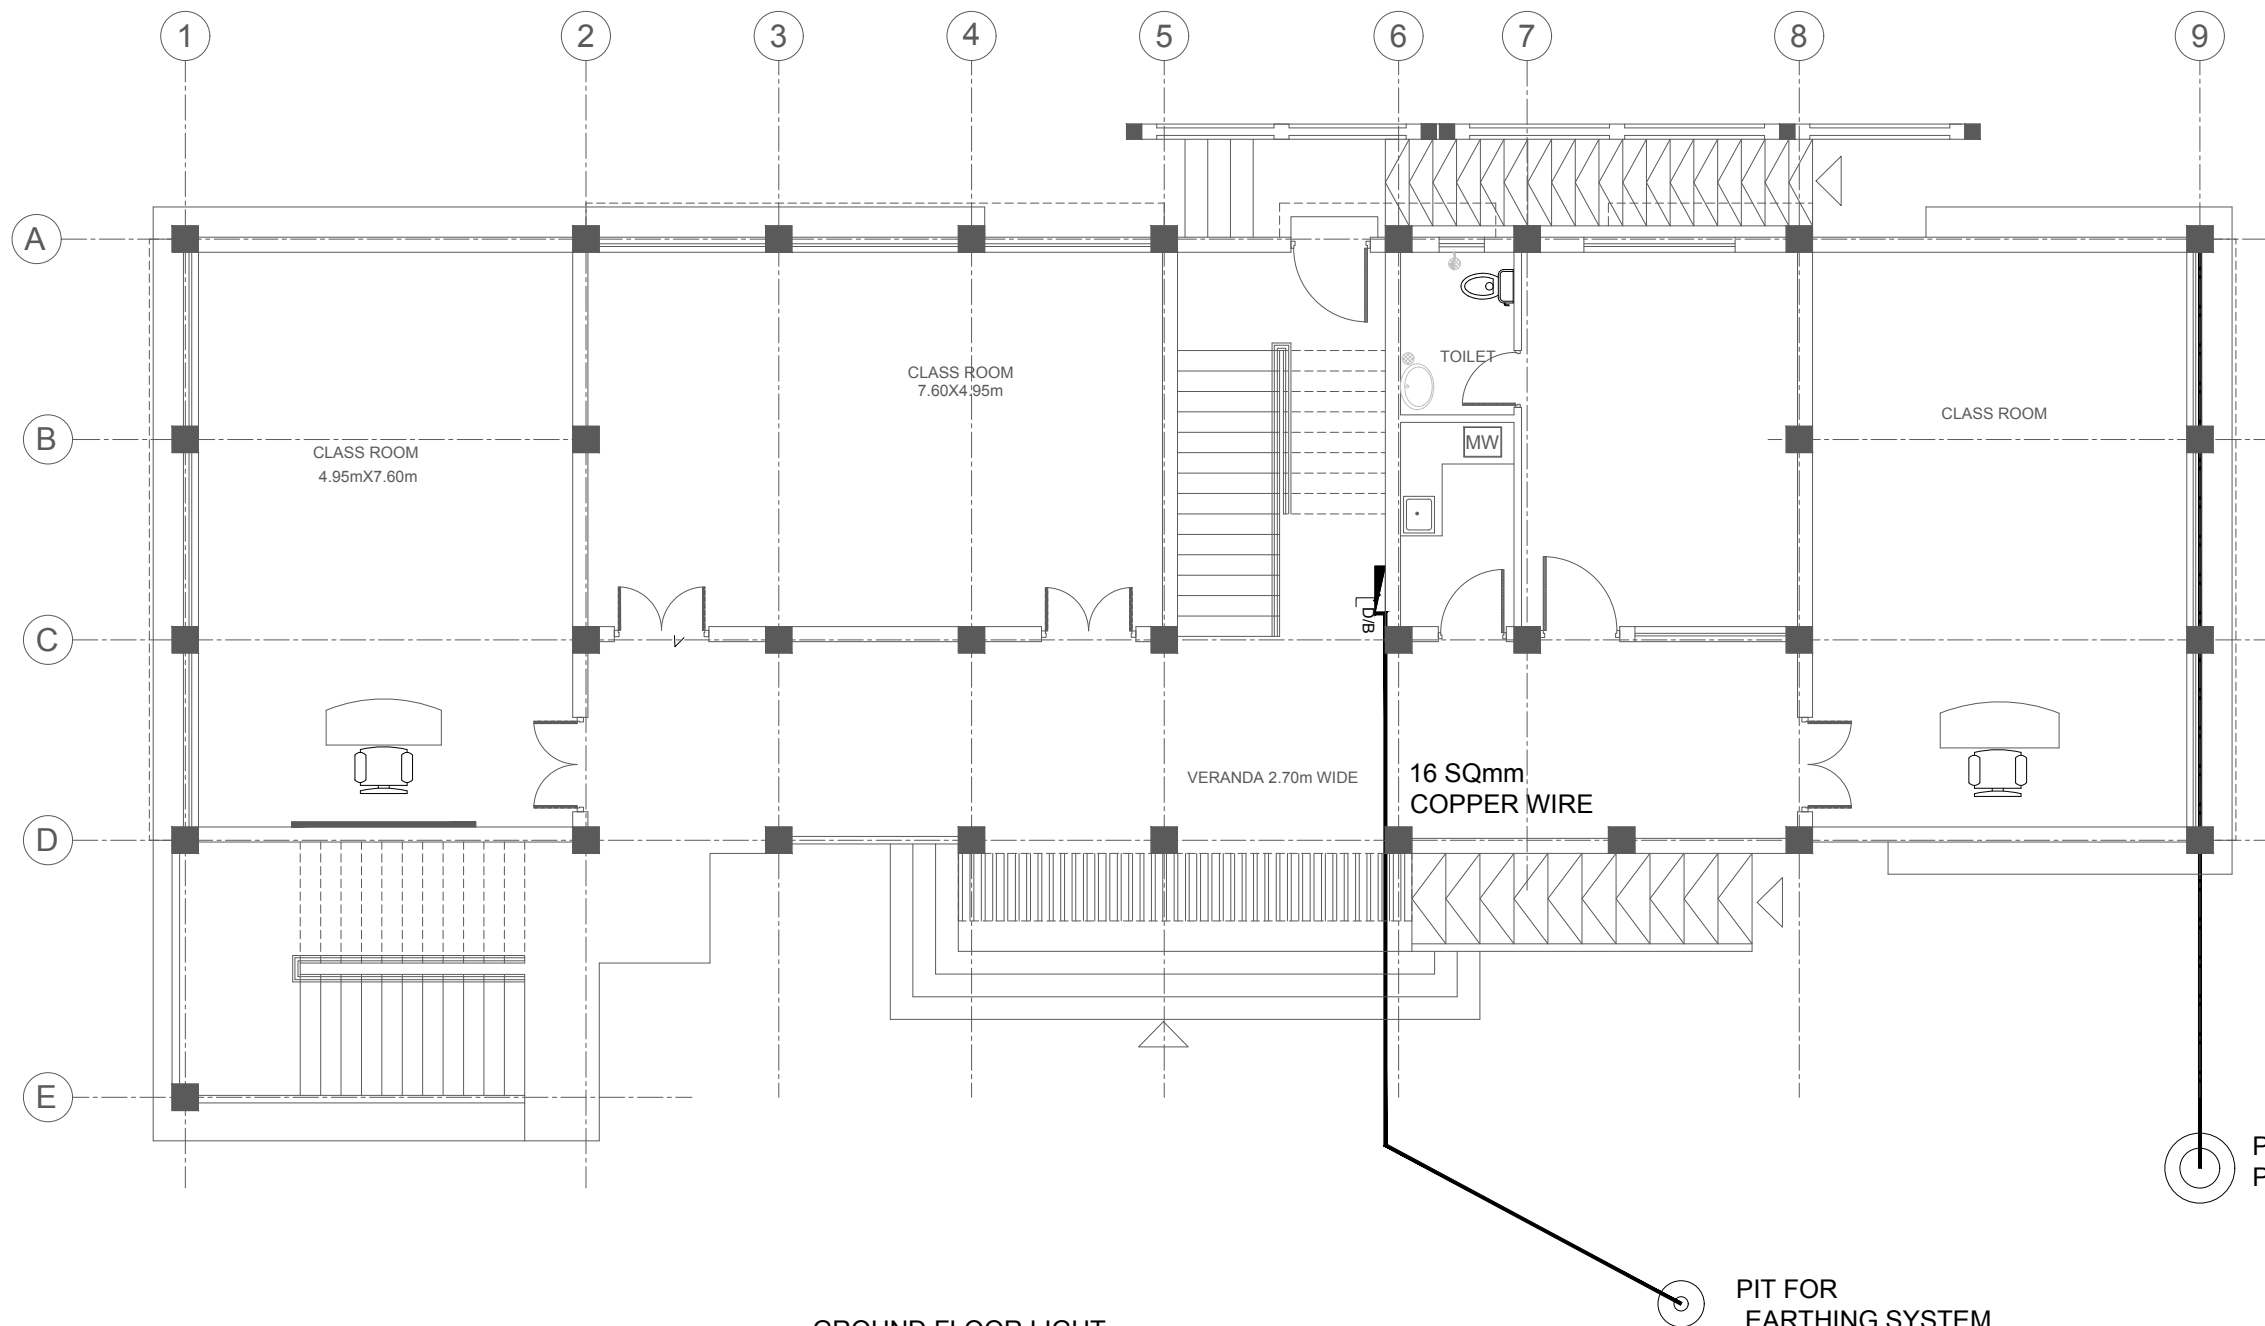 1
2
3
4
5
6
7
8
9
A
B
C
D
E
CLASS ROOM
7.60X4.95m
TOILET
CLASS ROOM
MW
CLASS ROOM
4.95mX7.60m
D/B
VERANDA 2.70m WIDE
16 SQmm
COPPER WIRE
P
P
PIT FOR
EARTHING SYSTEM
GROUND FLOOR LIGHT